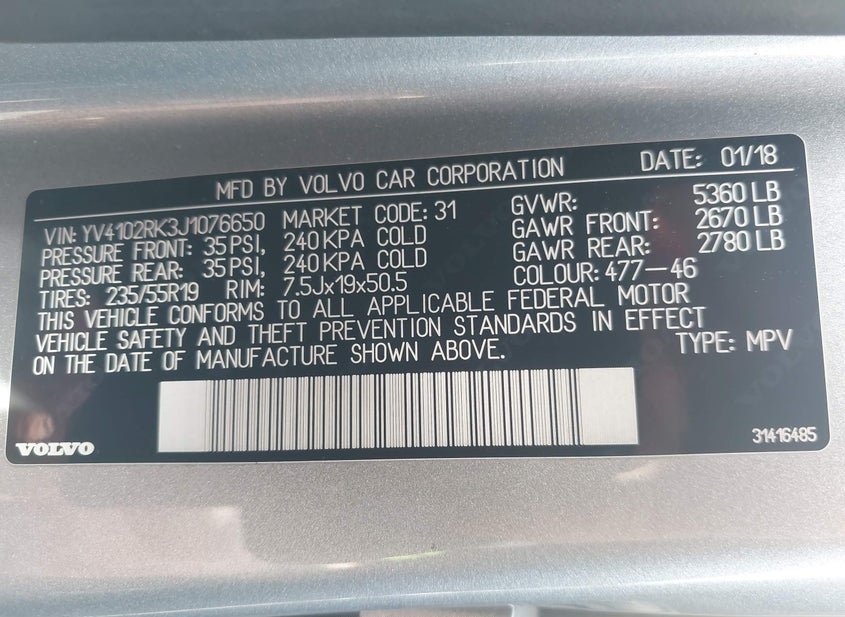 MFD BY VOLVO CAR CORPORATION DATE: 01/18
VIN: YV4102RK3J1076650 MARKET CODE: 31 GVWR: 5360 LB
PRESSURE FRONT: 35 PSI, 240 KPA COLD GAWR FRONT: 2670 LB
PRESSURE REAR: 35 PSI, 240 KPA COLD GAWR REAR: 2780 LB
TIRES: 235/55R19 RIM: 7.5Jx19x50.5 COLOUR: 477-46
THIS VEHICLE CONFORMS TO ALL APPLICABLE FEDERAL MOTOR
VEHICLE SAFETY AND THEFT PREVENTION STANDARDS IN EFFECT
ON THE DATE OF MANUFACTURE SHOWN ABOVE. TYPE: MPV
VOLVO 31416485